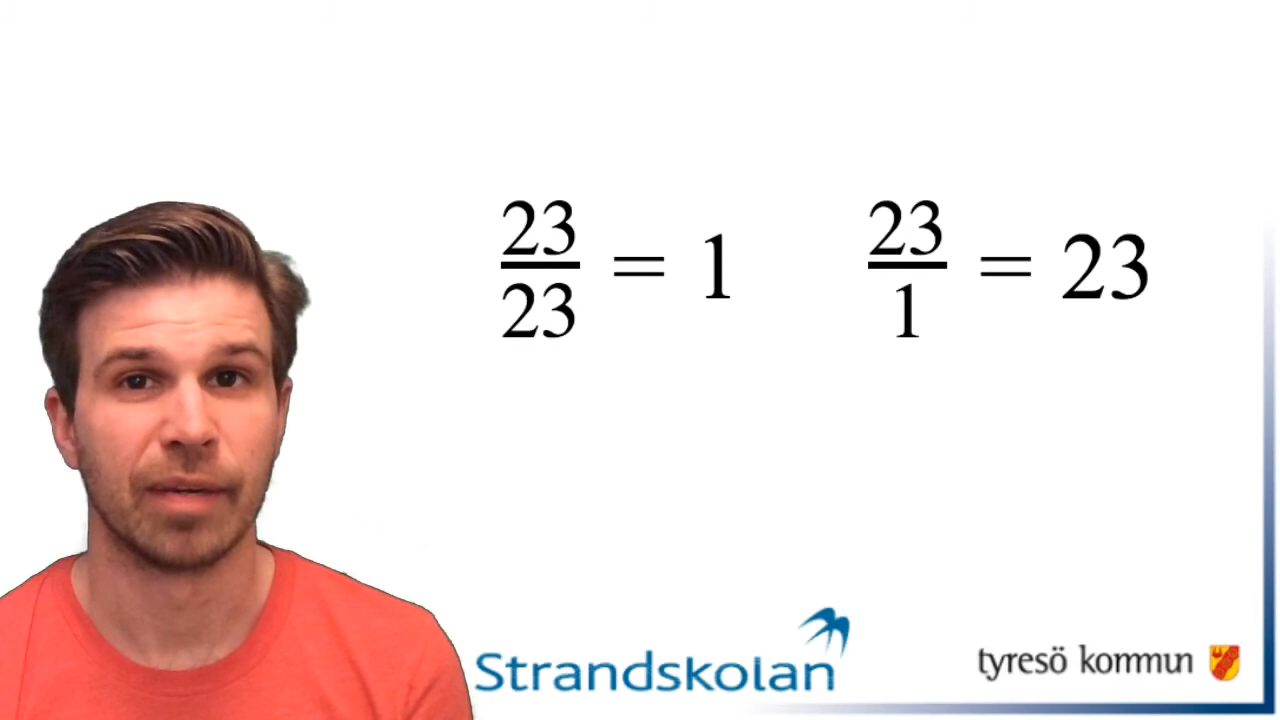 23/23 = 1
23/1 = 23
Strandskolan
tyresö kommun